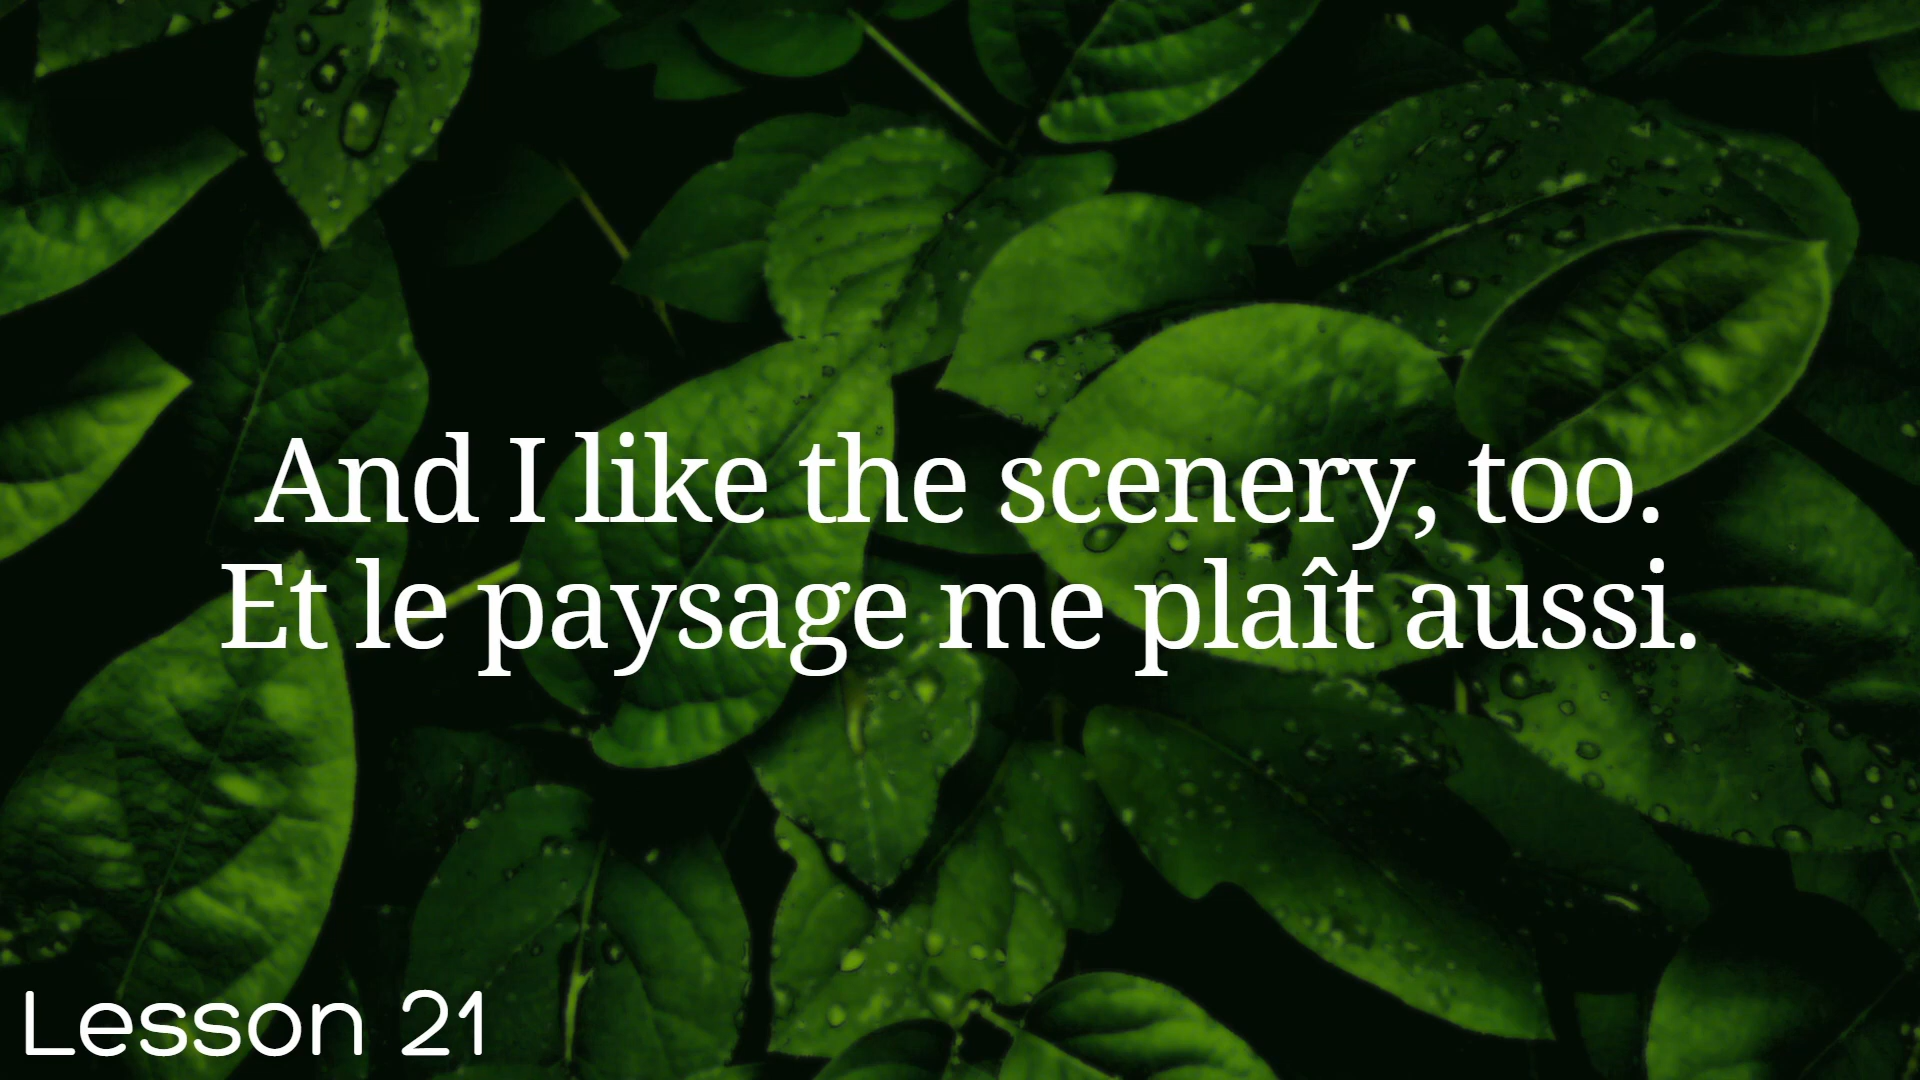 And I like the scenery, too.
Et le paysage me plaît aussi.
Lesson 21